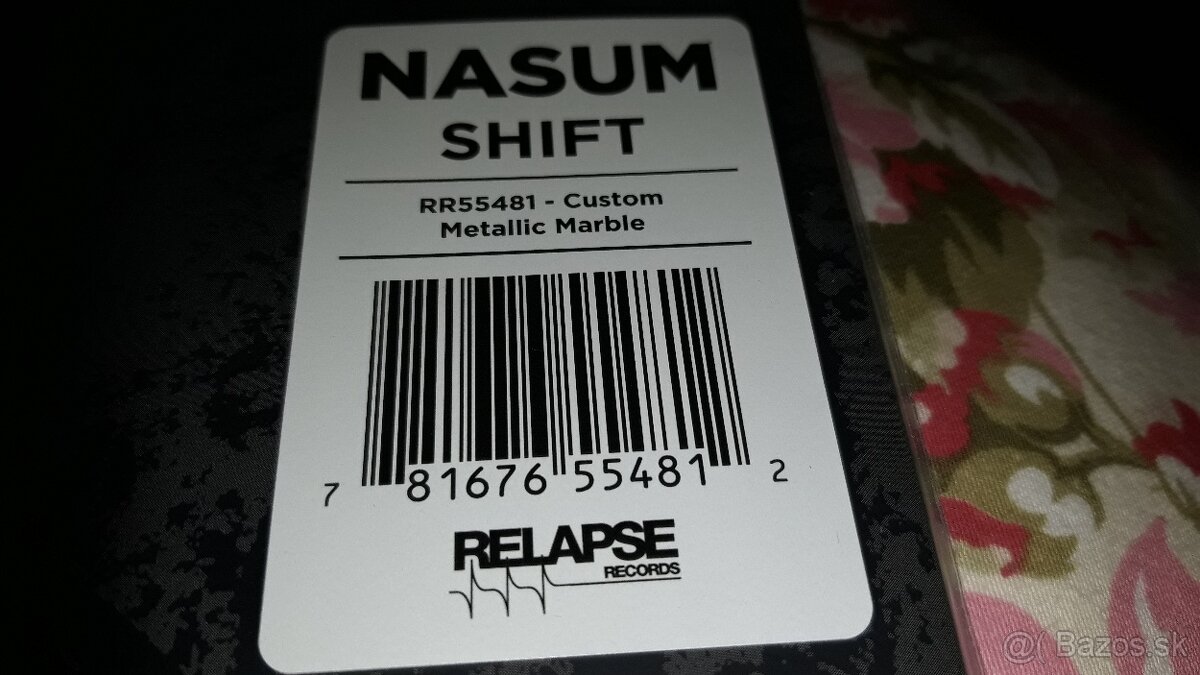 NASUM
SHIFT
RR55481 - Custom
Metallic Marble
7 81676 55481 2
RELAPSE
RECORDS
@( Bazos.sk